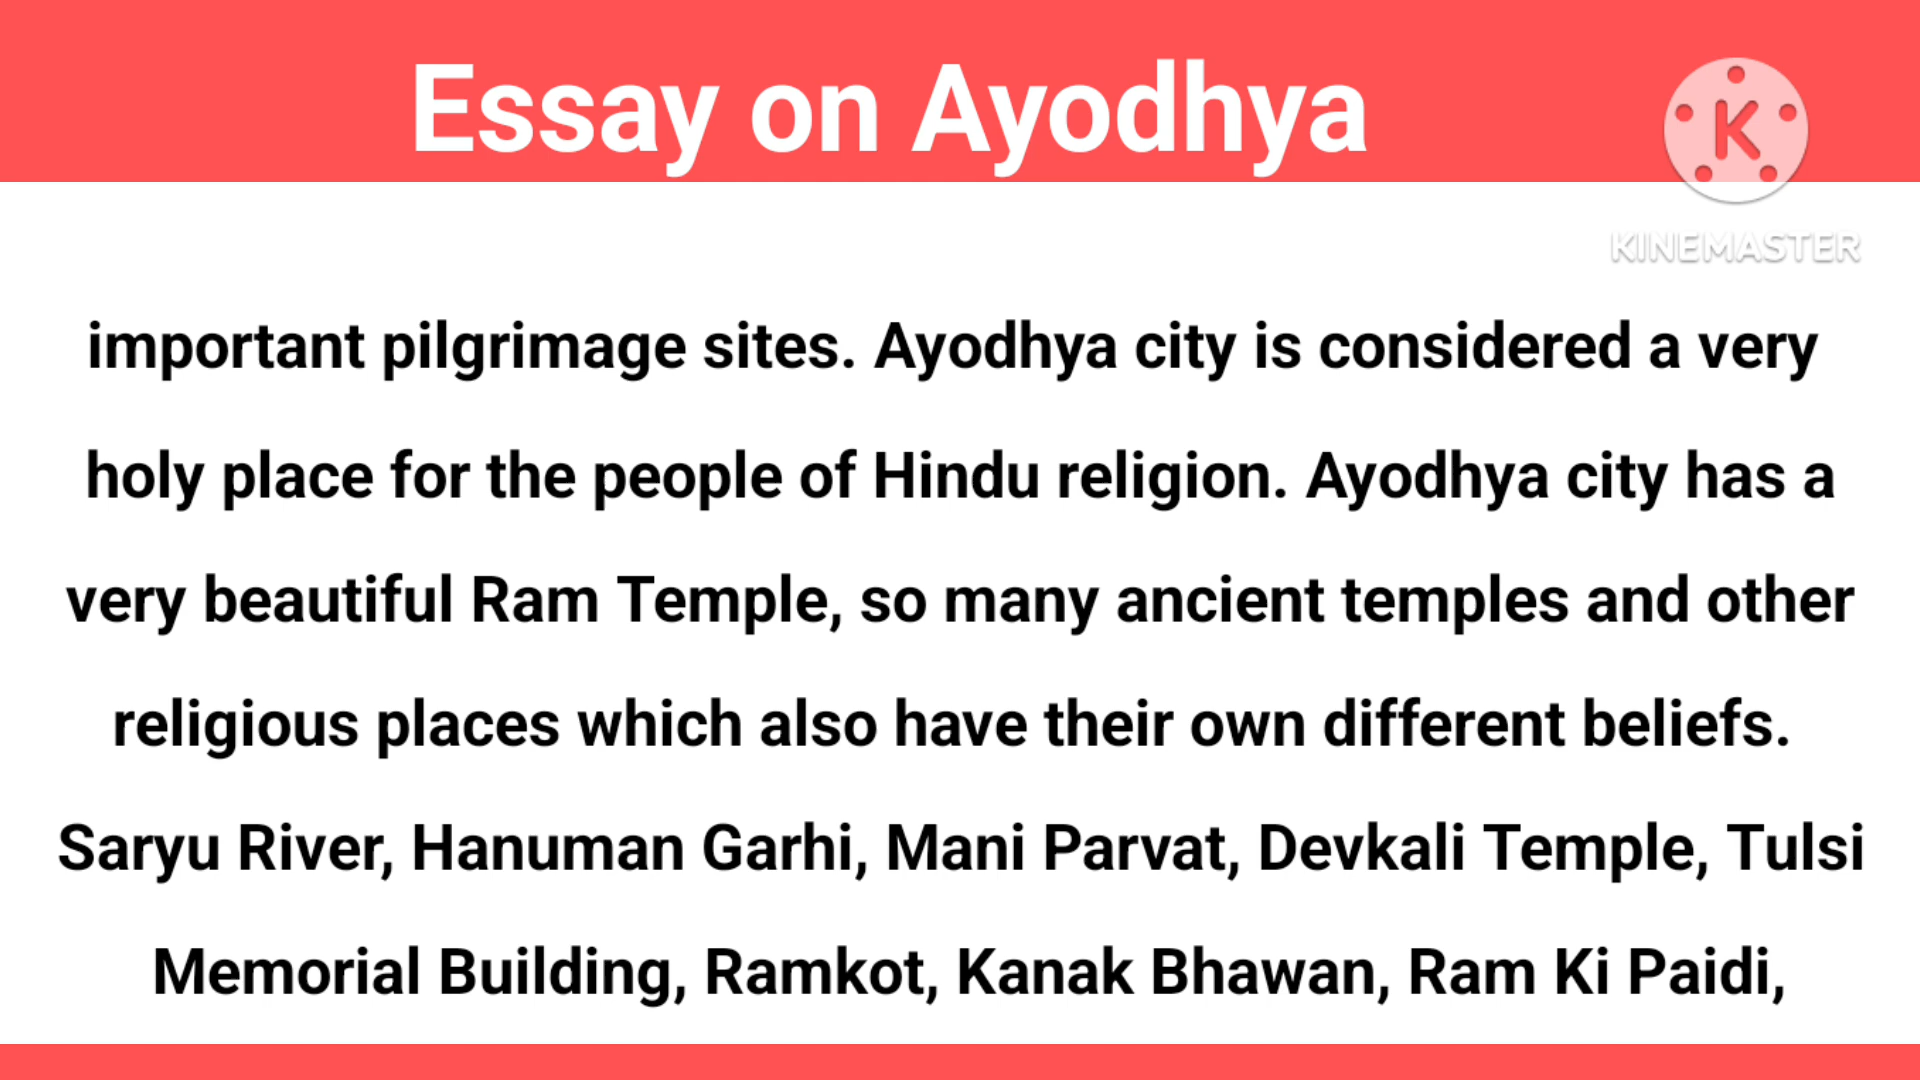 Essay on Ayodhya
K
KINEMASTER
important pilgrimage sites. Ayodhya city is considered a very
holy place for the people of Hindu religion. Ayodhya city has a
very beautiful Ram Temple, so many ancient temples and other
religious places which also have their own different beliefs.
Saryu River, Hanuman Garhi, Mani Parvat, Devkali Temple, Tulsi
Memorial Building, Ramkot, Kanak Bhawan, Ram Ki Paidi,